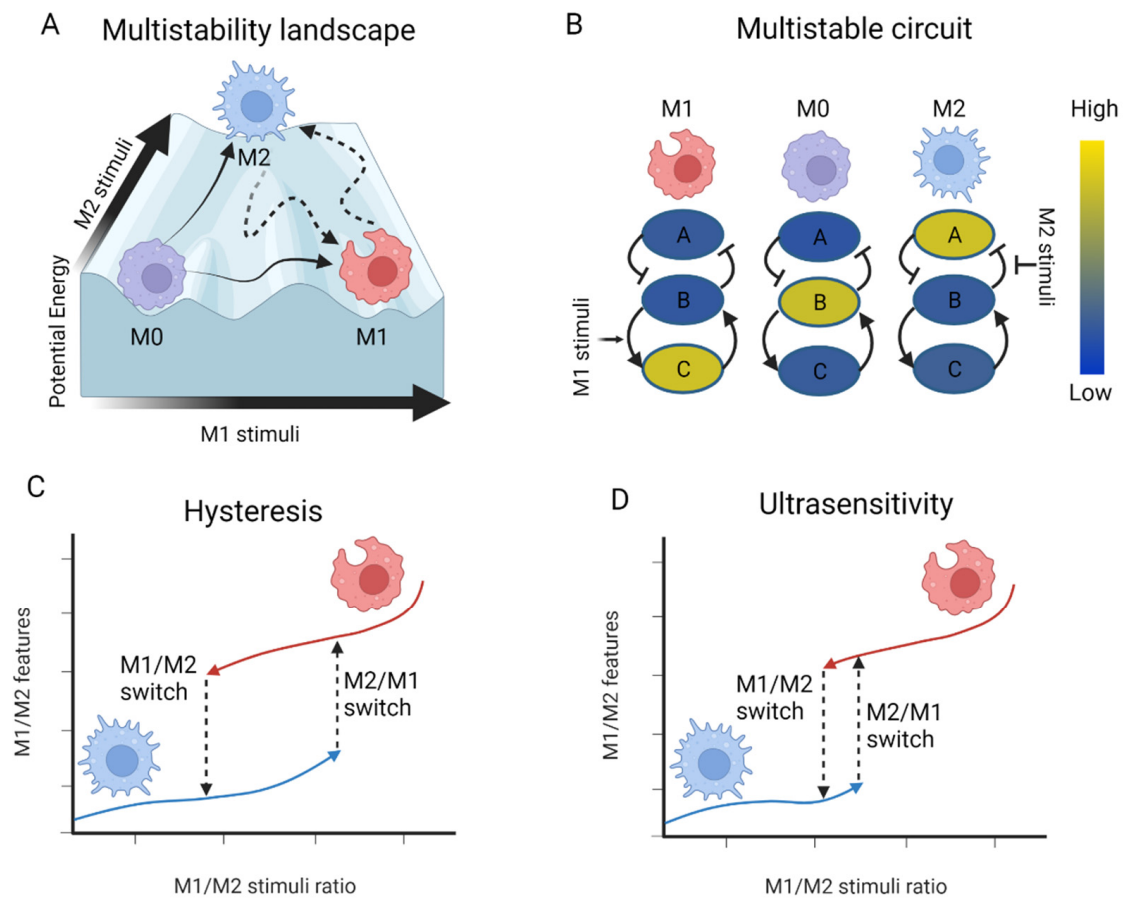 A
Multistability landscape
M2 stimuli
M2
Potential Energy
M0
M1
M1 stimuli
B
Multistable circuit
M1
M0
M2
High
A
A
A
B
B
B
C
C
C
M1 stimuli
M2 stimuli
Low
C
Hysteresis
M1/M2 features
M1/M2
switch
M2/M1
switch
M1/M2 stimuli ratio
D
Ultrasensitivity
M1/M2 features
M1/M2
switch
M2/M1
switch
M1/M2 stimuli ratio